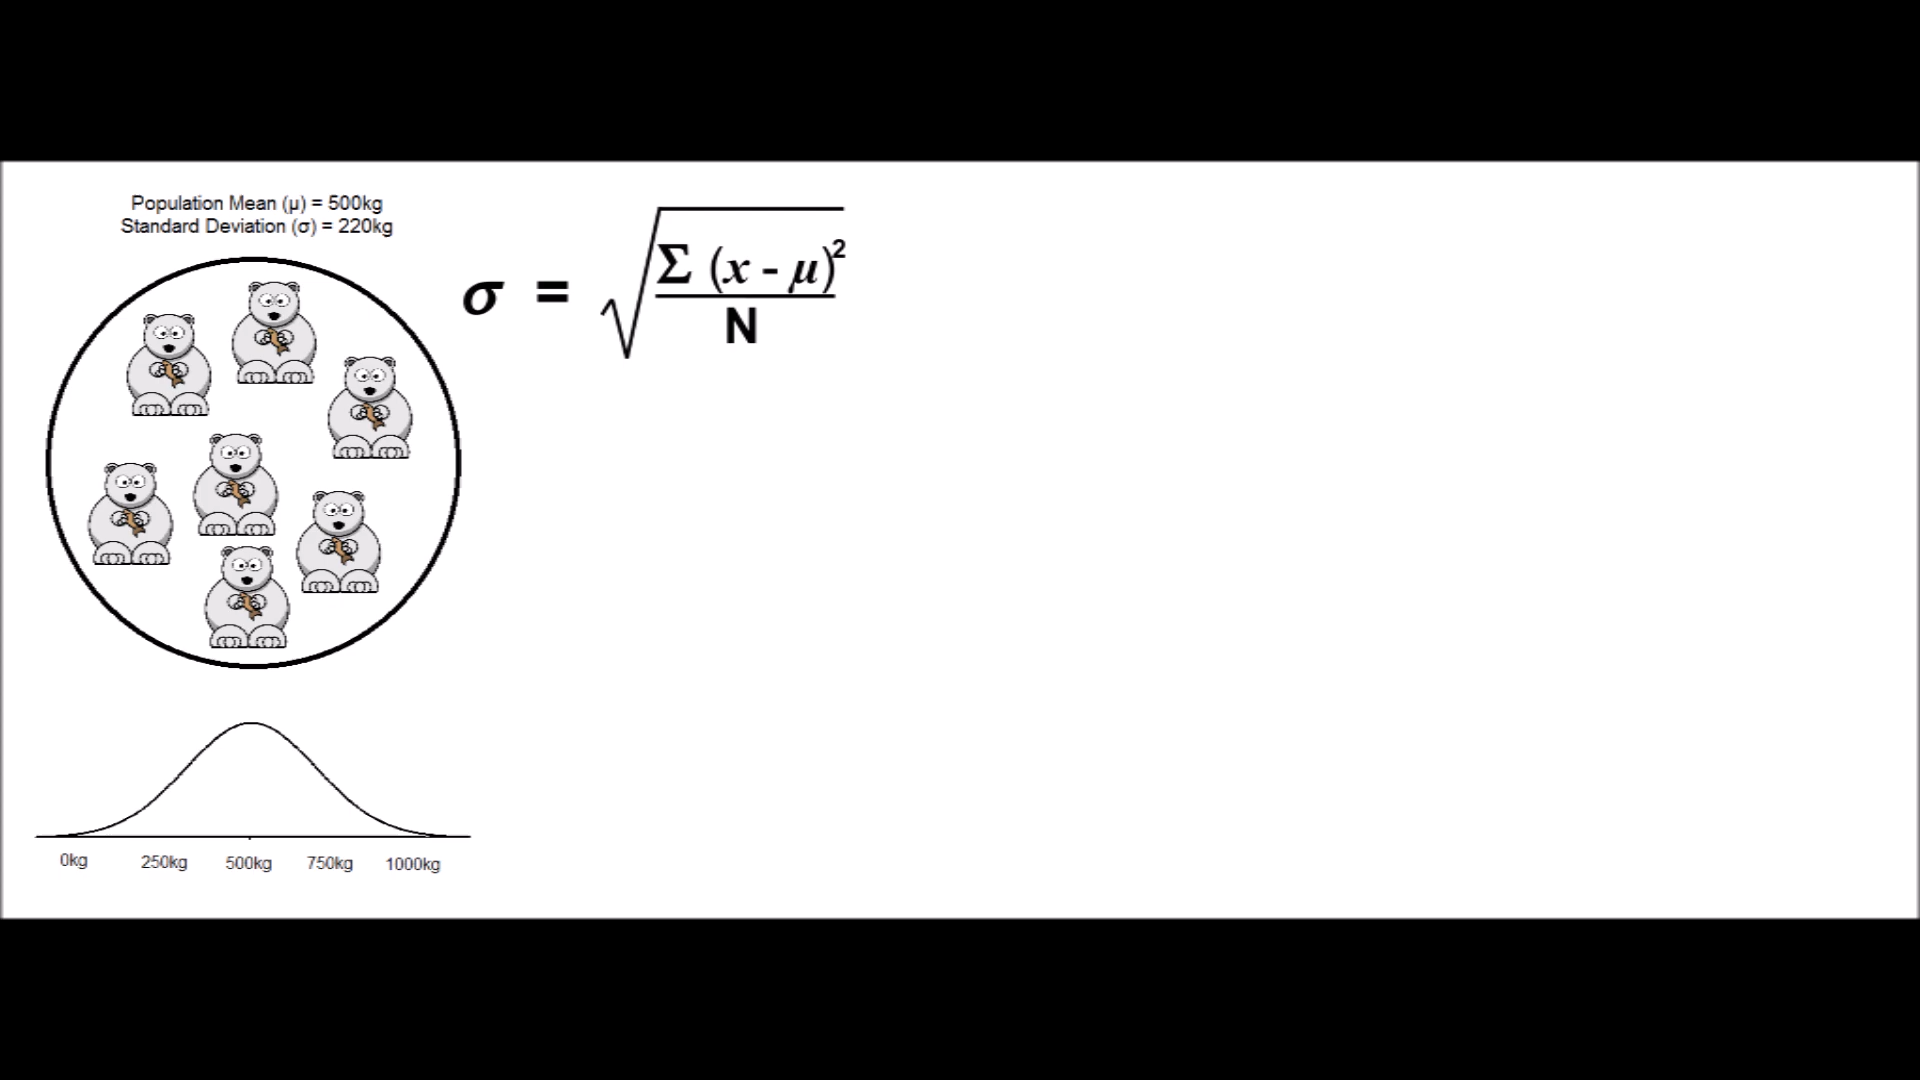 Population Mean (μ) = 500kg
Standard Deviation (σ) = 220kg
σ = √ Σ (x - μ)²
N
0kg 250kg 500kg 750kg 1000kg